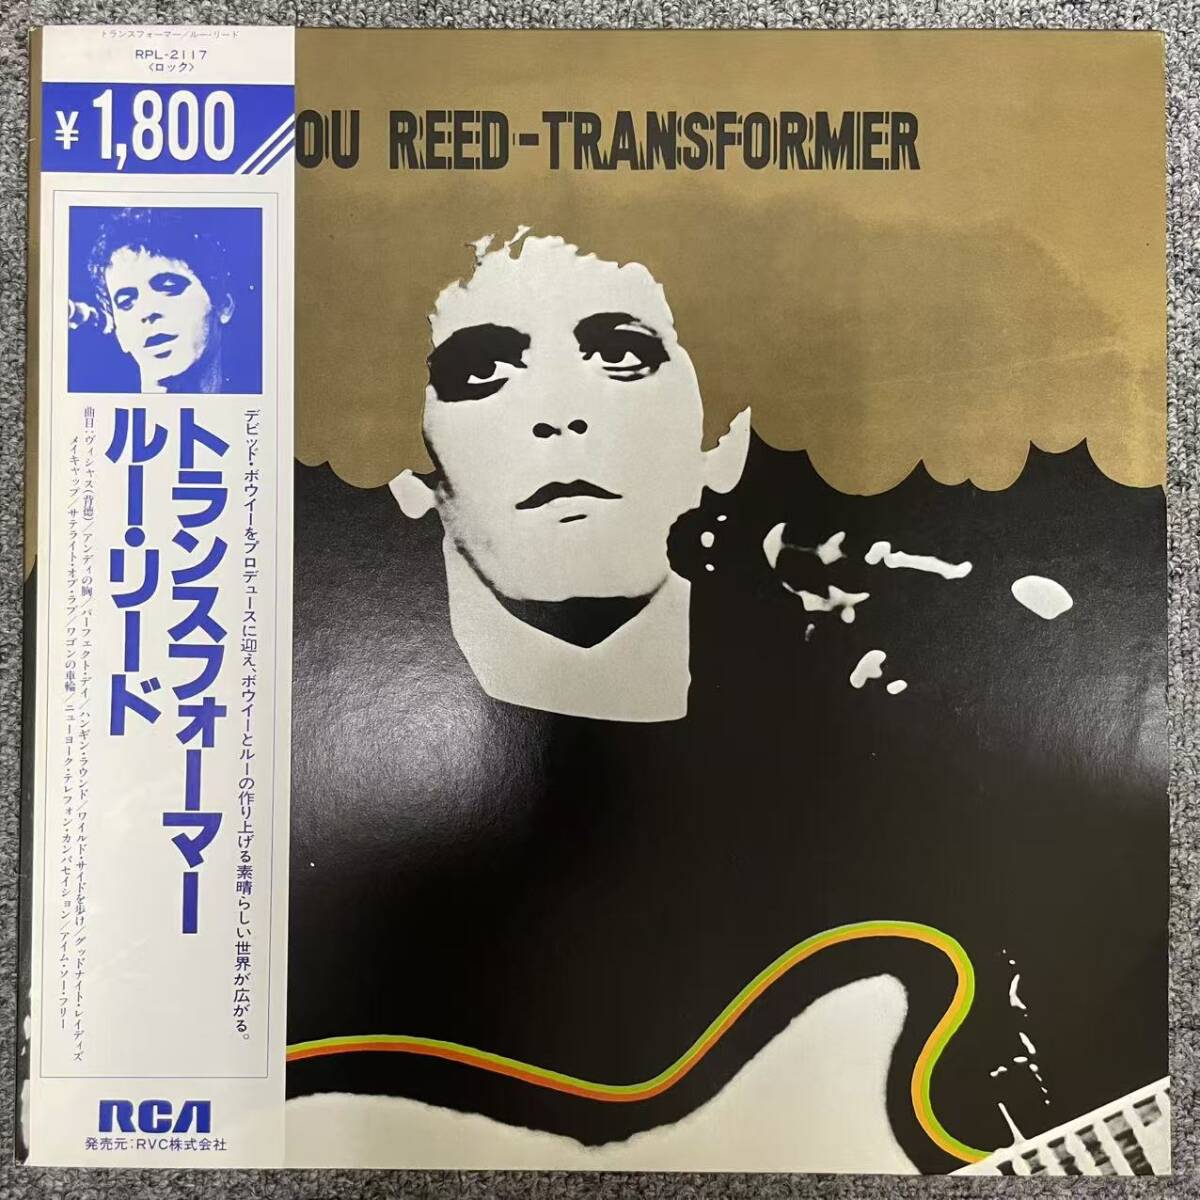 トランスフォーマー／ルー・リード
RPL-2117
〈ロック〉
¥1,800
OU REED-TRANSFORMER
デビッド・ボウイーをプロデュースに迎え、ボウイーとルーの作り上げる素晴らしい世界が広がる。
トランスフォーマー
ルー・リード
曲目：ヴィシャス（背徳）／アンディの胸／パーフェクト・デイ／ハンギン・ラウンド／ワイルド・サイドを歩け／グッドナイト・レイディズ
メイキャップ／サテライト・オブ・ラブ／ワゴンの車輪／ニューヨーク・テレフォン・カンバセイション／アイム・ソー・フリー
RCA
発売元：RVC株式会社